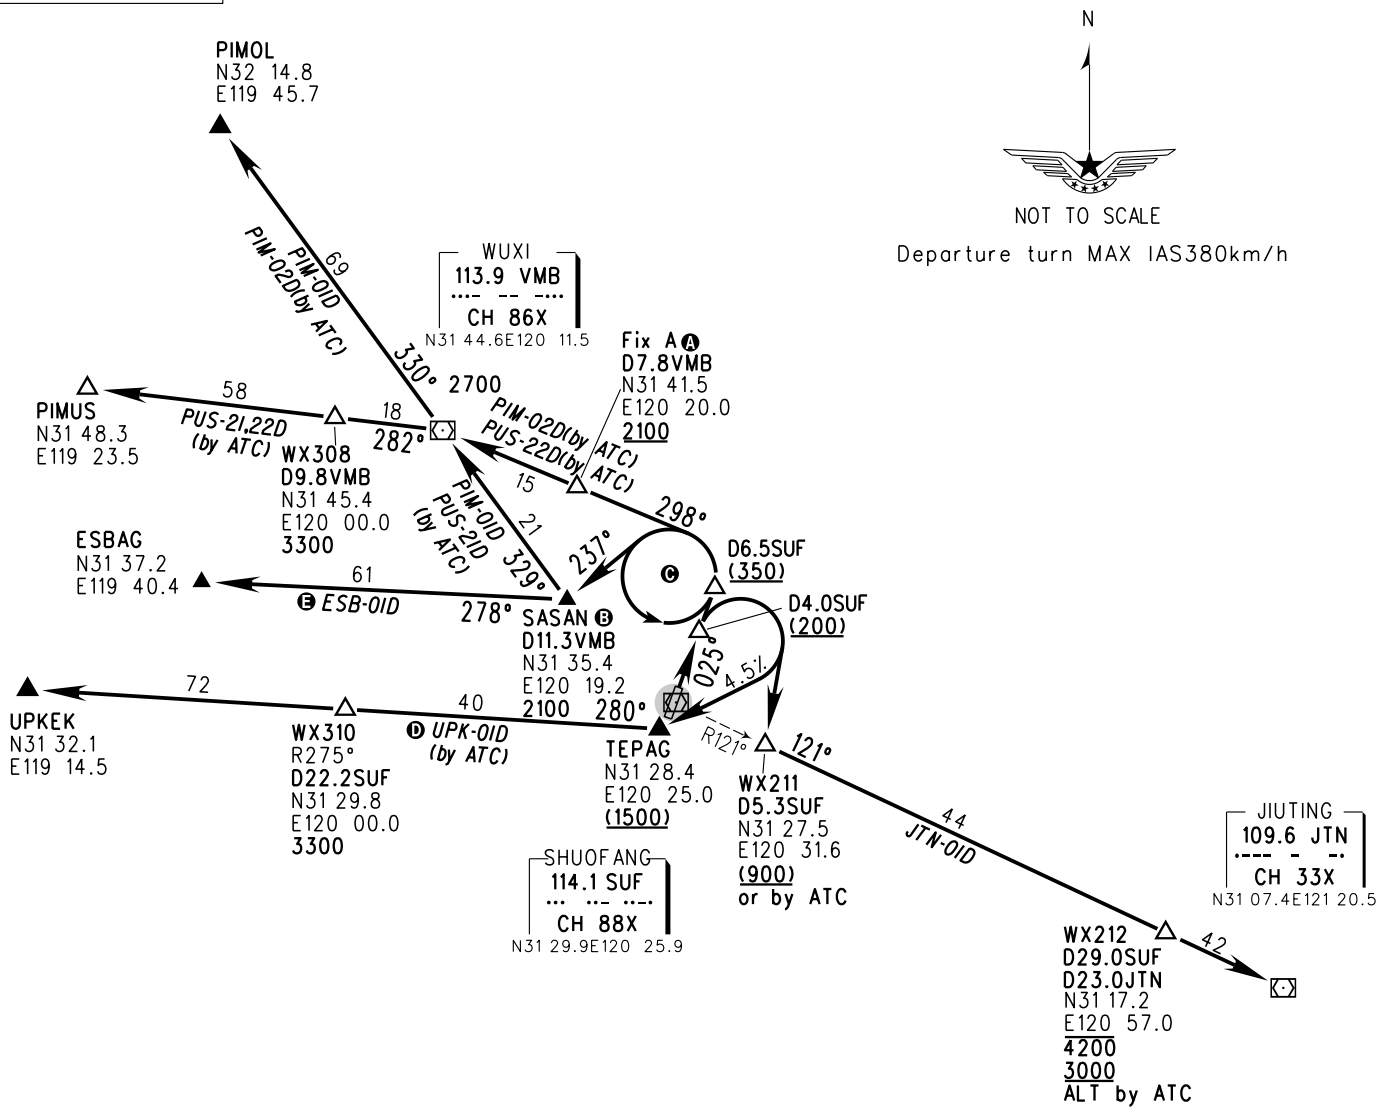 N
NOT TO SCALE
Departure turn MAX IAS380km/h
PIMOL
N32 14.8
E119 45.7
69
PIM-01D
PIM-02D(by ATC)
330°
WUXI
113.9 VMB
CH 86X
N31 44.6E120 11.5
2700
Fix A A
D7.8VMB
N31 41.5
E120 20.0
2100
PIMUS
N31 48.3
E119 23.5
58
PUS-21,22D
(by ATC)
18
282°
WX308
D9.8VMB
N31 45.4
E120 00.0
3300
PIM-02D(by ATC)
PUS-22D(by ATC)
15
298°
237°
C
PIM-01D
PUS-21D
(by ATC)
21
329°
D6.5SUF
(350)
D4.0SUF
(200)
ESBAG
N31 37.2
E119 40.4
61
E ESB-01D
278°
SASAN B
D11.3VMB
N31 35.4
E120 19.2
2100
025°
4.5%
UPKEK
N31 32.1
E119 14.5
72
WX310
R275°
D22.2SUF
N31 29.8
E120 00.0
3300
40
D UPK-01D
(by ATC)
280°
TEPAG
N31 28.4
E120 25.0
(1500)
R121°
121°
WX211
D5.3SUF
N31 27.5
E120 31.6
(900)
or by ATC
SHUOFANG
114.1 SUF
CH 88X
N31 29.9E120 25.9
44
JTN-01D
JIUTING
109.6 JTN
CH 33X
N31 07.4E121 20.5
42
WX212
D29.0SUF
D23.0JTN
N31 17.2
E120 57.0
4200
3000
ALT by ATC